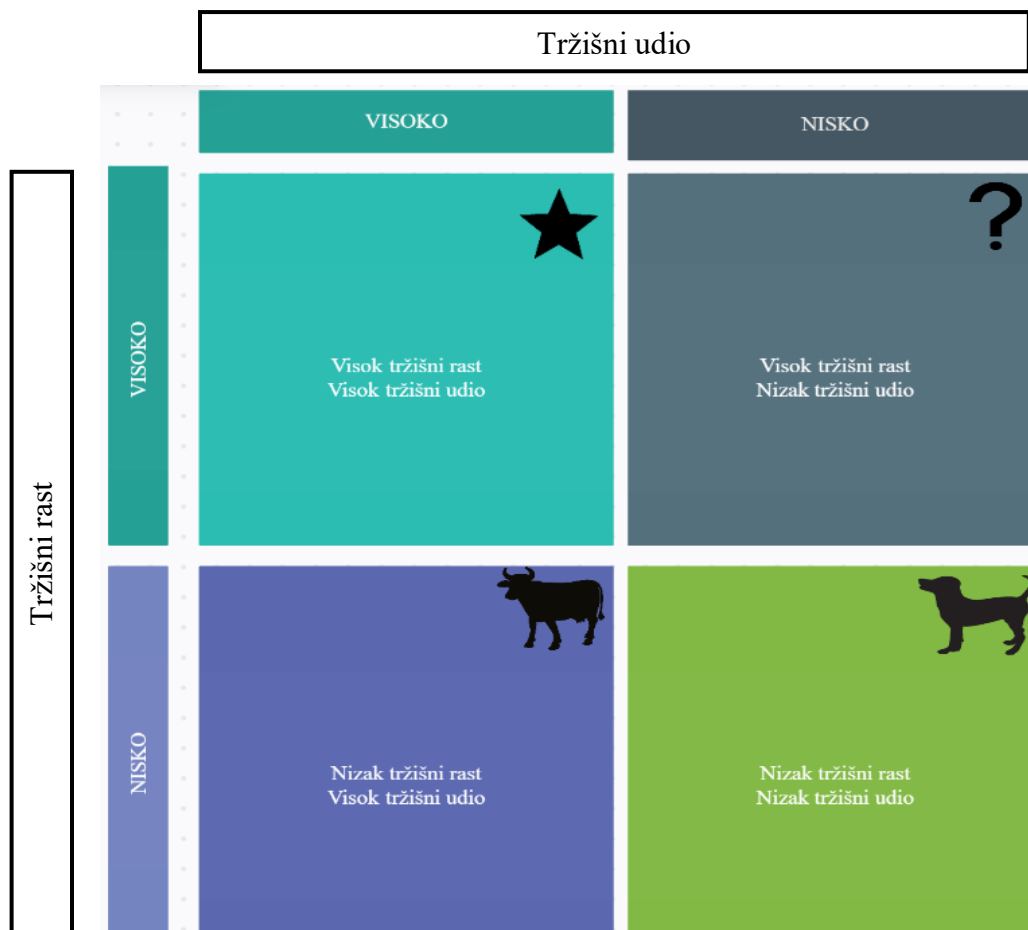 Tržišni udio
VISOKO
NISKO
Tržišni rast
VISOKO
?
Visok tržišni rast
Visok tržišni udio
Visok tržišni rast
Nizak tržišni udio
NISKO
Nizak tržišni rast
Visok tržišni udio
Nizak tržišni rast
Nizak tržišni udio